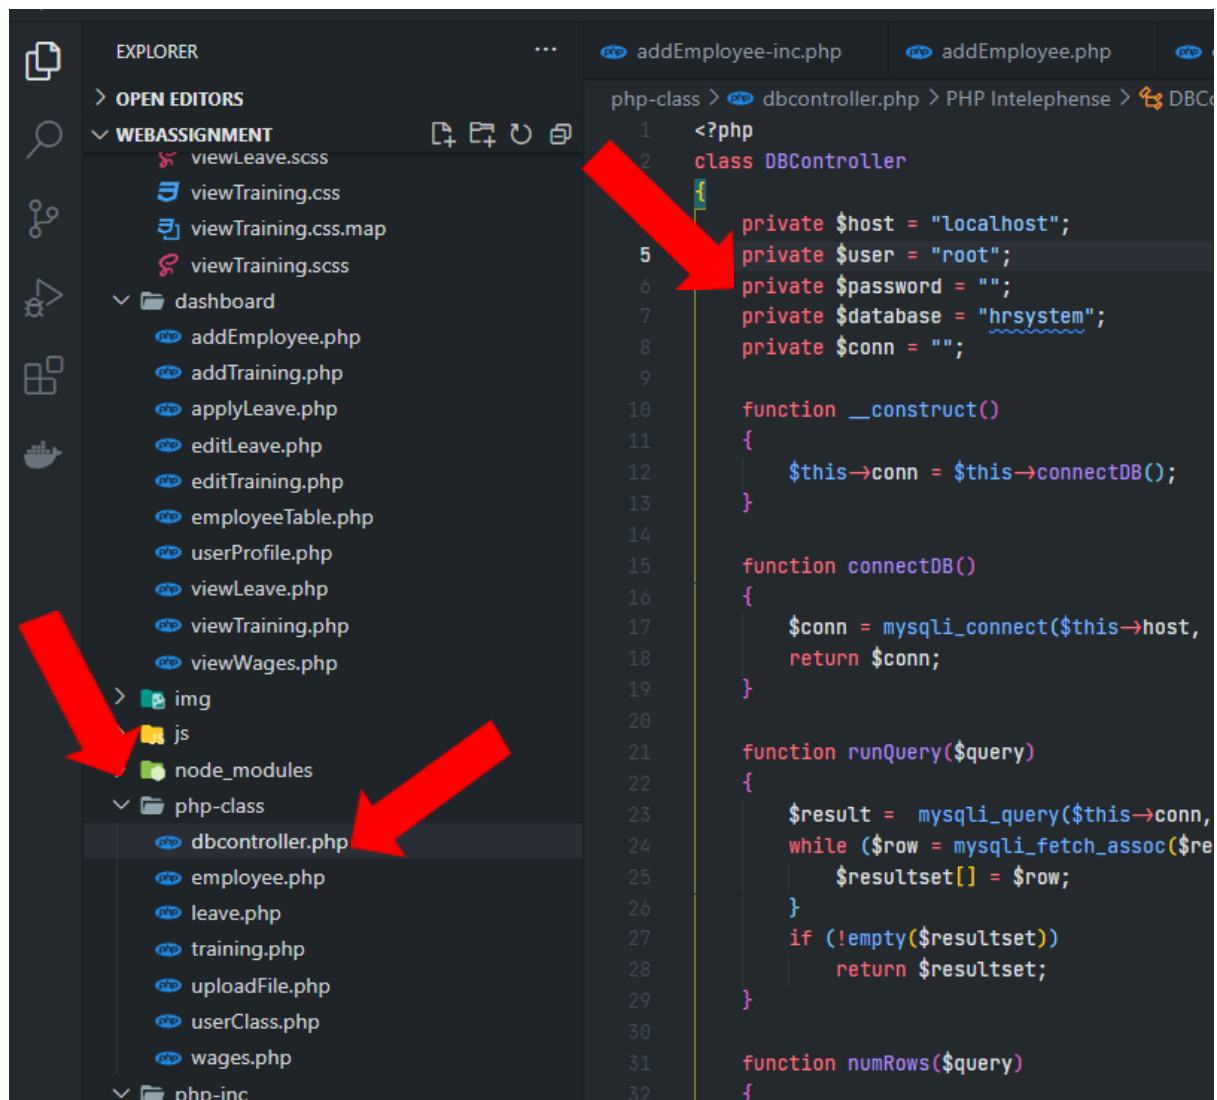 EXPLORER
OPEN EDITORS
WEBASSIGNMENT
viewLeave.scss
viewTraining.css
viewTraining.css.map
viewTraining.scss
dashboard
addEmployee.php
addTraining.php
applyLeave.php
editLeave.php
editTraining.php
employeeTable.php
userProfile.php
viewLeave.php
viewTraining.php
viewWages.php
img
js
node_modules
php-class
dbcontroller.php
employee.php
leave.php
training.php
uploadFile.php
userClass.php
wages.php
php-inc
addEmployee-inc.php addEmployee.php
php-class > dbcontroller.php > PHP Intelephense > DBCo
1 <?php
2 class DBController
{
private $host = "localhost";
5 private $user = "root";
6 private $password = "";
7 private $database = "hrsystem";
8 private $conn = "";
9
10 function __construct()
11 {
12 $this->conn = $this->connectDB();
13 }
14
15 function connectDB()
16 {
17 $conn = mysqli_connect($this->host,
18 return $conn;
19 }
20
21 function runQuery($query)
22 {
23 $result = mysqli_query($this->conn,
24 while ($row = mysqli_fetch_assoc($re
25 $resultset[] = $row;
26 }
27 if (!empty($resultset))
28 return $resultset;
29 }
30
31 function numRows($query)
32 {